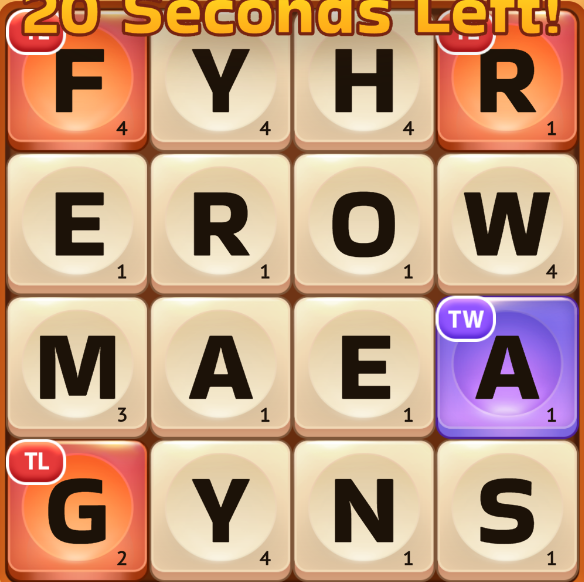 20 Seconds Left!
F 4 Y 4 H 4 R 1
E 1 R 1 O 1 W 4
TW
M 3 A 1 E 1 A 1
TL
G 2 Y 4 N 1 S 1